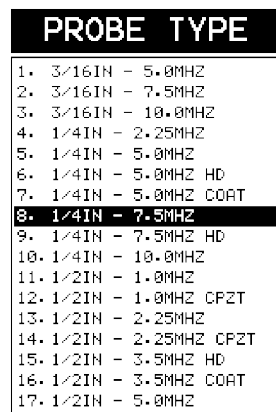 PROBE TYPE
1. 3/16IN - 5.0MHZ
2. 3/16IN - 7.5MHZ
3. 3/16IN - 10.0MHZ
4. 1/4IN - 2.25MHZ
5. 1/4IN - 5.0MHZ
6. 1/4IN - 5.0MHZ HD
7. 1/4IN - 5.0MHZ COAT
8. 1/4IN - 7.5MHZ
9. 1/4IN - 7.5MHZ HD
10. 1/4IN - 10.0MHZ
11. 1/2IN - 1.0MHZ
12. 1/2IN - 1.0MHZ CPZT
13. 1/2IN - 2.25MHZ
14. 1/2IN - 2.25MHZ CPZT
15. 1/2IN - 3.5MHZ HD
16. 1/2IN - 3.5MHZ COAT
17. 1/2IN - 5.0MHZ